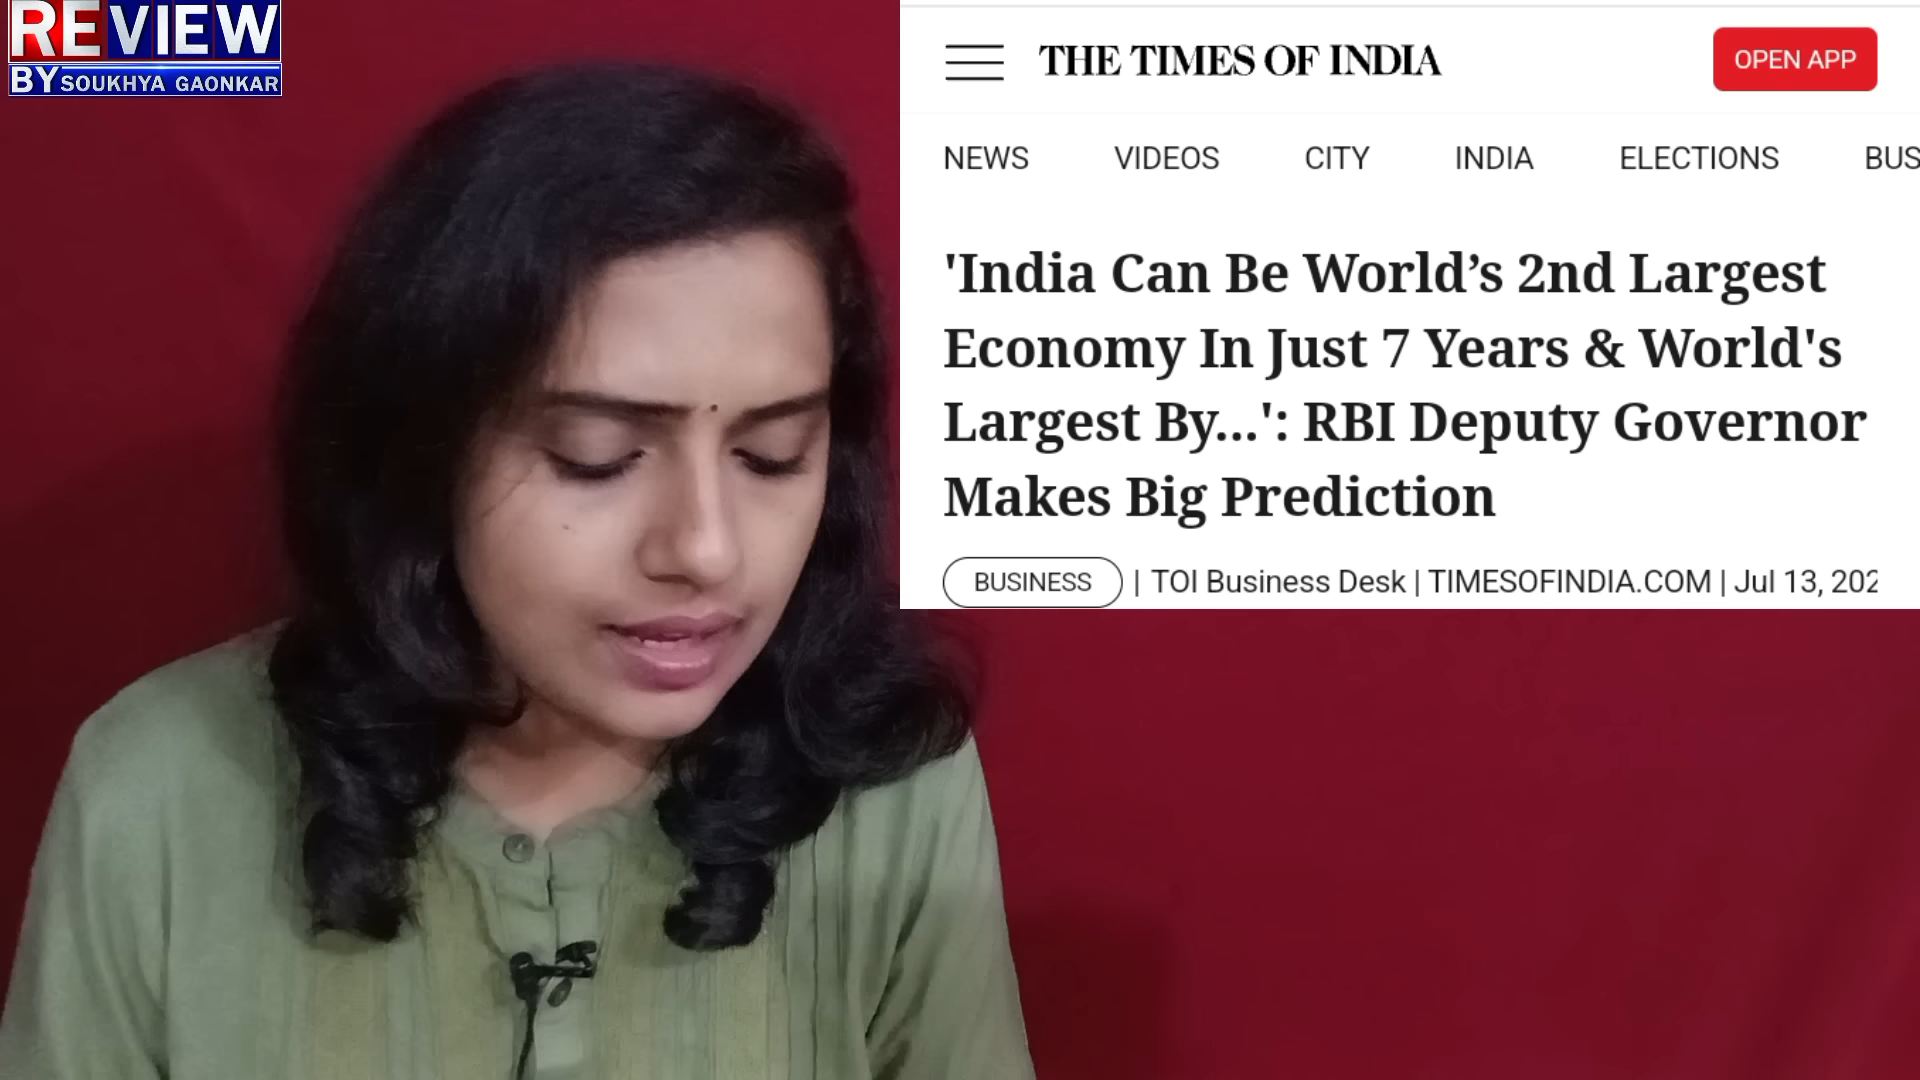 REVIEW
BY SOUKHYA GAONKAR
THE TIMES OF INDIA
OPEN APP
NEWS VIDEOS CITY INDIA ELECTIONS BUS
'India Can Be World’s 2nd Largest
Economy In Just 7 Years & World's
Largest By...': RBI Deputy Governor
Makes Big Prediction
BUSINESS | TOI Business Desk | TIMESOFINDIA.COM | Jul 13, 202